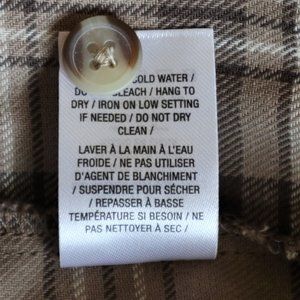 COLD WATER /
BLEACH / HANG TO
DRY / IRON ON LOW SETTING
IF NEEDED / DO NOT DRY
CLEAN /
LAVER À LA MAIN À L'EAU
FROIDE / NE PAS UTILISER
D'AGENT DE BLANCHIMENT
/ SUSPENDRE POUR SÉCHER
/ REPASSER À BASSE
TEMPÉRATURE SI BESOIN / NE
PAS NETTOYER À SEC /